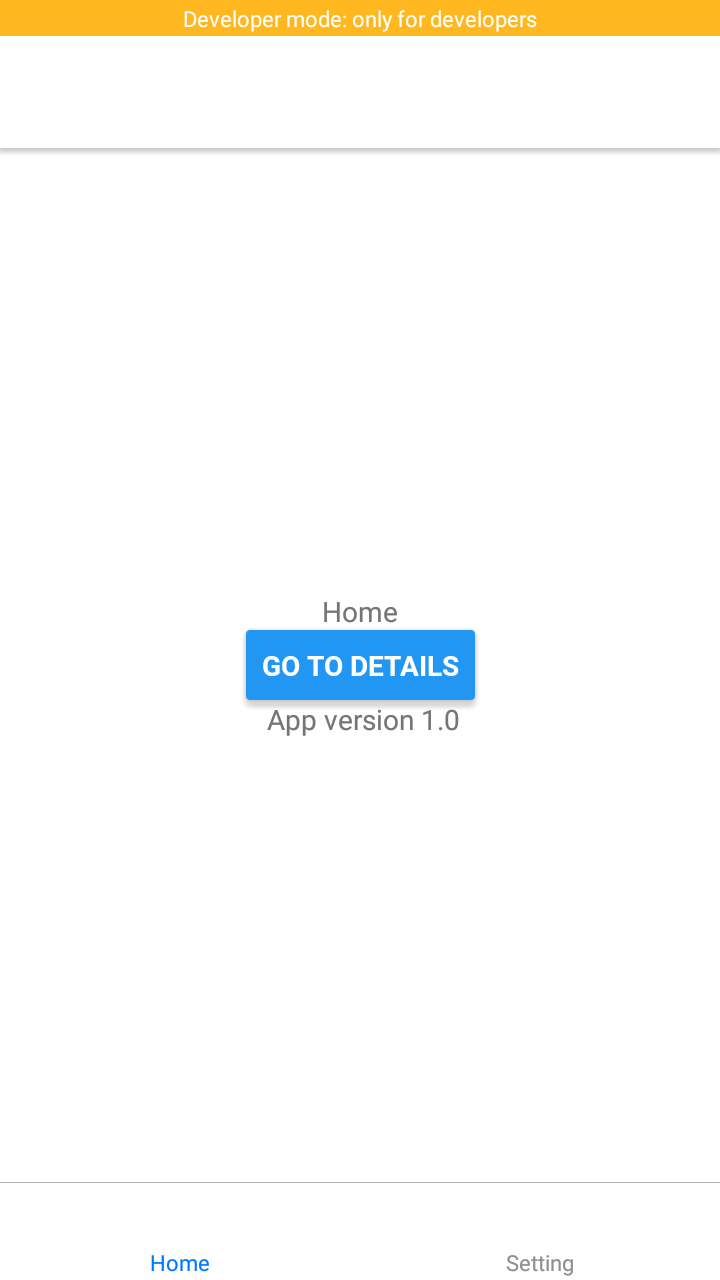 Developer mode: only for developers
Home
GO TO DETAILS
App version 1.0
Home
Setting